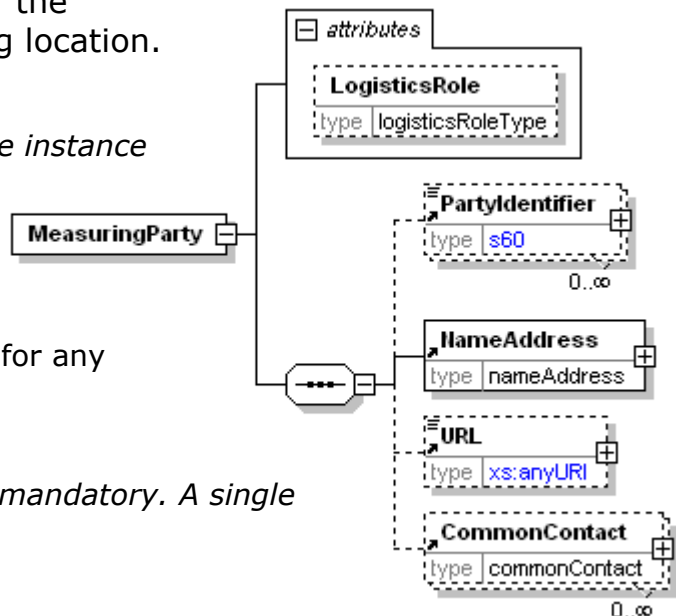 the
g location.
e instance
for any
mandatory. A single
attributes
LogisticsRole
type logisticsRoleType
MeasuringParty
PartyIdentifier
type s60
0..∞
NameAddress
type nameAddress
URL
type xs:anyURI
CommonContact
type commonContact
0..∞